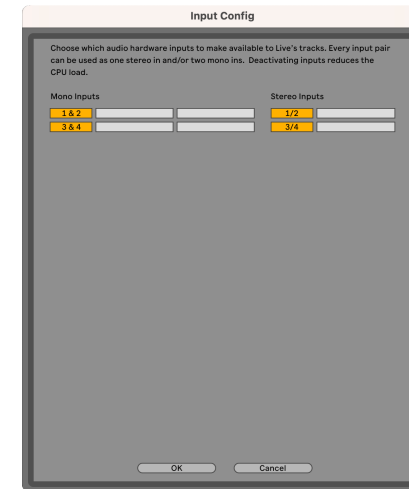 Input Config
Choose which audio hardware inputs to make available to Live's tracks. Every input pair
can be used as one stereo in and/or two mono ins.  Deactivating inputs reduces the
CPU load.
Mono Inputs
Stereo Inputs
1 & 2
1/2
3 & 4
3/4
OK
Cancel